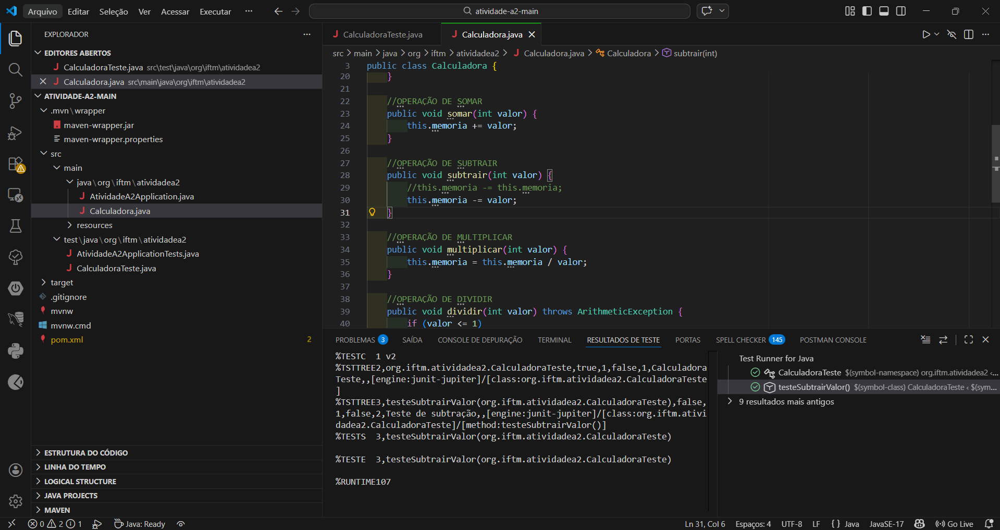 Arquivo Editar Seleção Ver Acessar Executar ···
atividade-a2-main
EXPLORADOR
EDITORES ABERTOS
CalculadoraTeste.java src\test\java\org\iftm\atividadea2
Calculadora.java src\main\java\org\iftm\atividadea2
ATIVIDADE-A2-MAIN
.mvn\wrapper
maven-wrapper.jar
maven-wrapper.properties
src
main
java\org\iftm\atividadea2
AtividadeA2Application.java
Calculadora.java
resources
test\java\org\iftm\atividadea2
AtividadeA2ApplicationTests.java
CalculadoraTeste.java
target
.gitignore
mvnw
mvnw.cmd
pom.xml 2
ESTRUTURA DO CÓDIGO
LINHA DO TEMPO
LOGICAL STRUCTURE
JAVA PROJECTS
MAVEN
CalculadoraTeste.java Calculadora.java
src > main > java > org > iftm > atividadea2 > Calculadora.java > Calculadora > subtrair(int)
3 public class Calculadora {
20 }
21
22 //OPERAÇÃO DE SOMAR
23 public void somar(int valor) {
24 this.memoria += valor;
25 }
26
27 //OPERAÇÃO DE SUBTRAIR
28 public void subtrair(int valor) {
29 //this.memoria -= this.memoria;
30 this.memoria -= valor;
31 }
32
33 //OPERAÇÃO DE MULTIPLICAR
34 public void multiplicar(int valor) {
35 this.memoria = this.memoria / valor;
36 }
37
38 //OPERAÇÃO DE DIVIDIR
39 public void dividir(int valor) throws ArithmeticException {
40 if (valor <= 1)
PROBLEMAS 3 SAÍDA CONSOLE DE DEPURAÇÃO TERMINAL RESULTADOS DE TESTE PORTAS SPELL CHECKER 145 POSTMAN CONSOLE
%TESTC 1 v2
%TSTTREE2,org.iftm.atividadea2.CalculadoraTeste,true,1,false,1,Calculadora
Teste,,[engine:junit-jupiter]/[class:org.iftm.atividadea2.CalculadoraTeste
]
%TSTTREE3,testeSubtrairValor(org.iftm.atividadea2.CalculadoraTeste),false,
1,false,2,Teste de subtração,,[engine:junit-jupiter]/[class:org.iftm.ativi
dadea2.CalculadoraTeste]/[method:testeSubtrairValor()]
%TESTS 3,testeSubtrairValor(org.iftm.atividadea2.CalculadoraTeste)
%TESTE 3,testeSubtrairValor(org.iftm.atividadea2.CalculadoraTeste)
%RUNTIME107
Test Runner for Java
CalculadoraTeste $(symbol-namespace) org.iftm.atividadea2 <...
testeSubtrairValor() $(symbol-class) CalculadoraTeste < $(sym...
9 resultados mais antigos
0 2 1 Java: Ready Ln 31, Col 6 Espaços: 4 UTF-8 LF {} Java JavaSE-17 Go Live